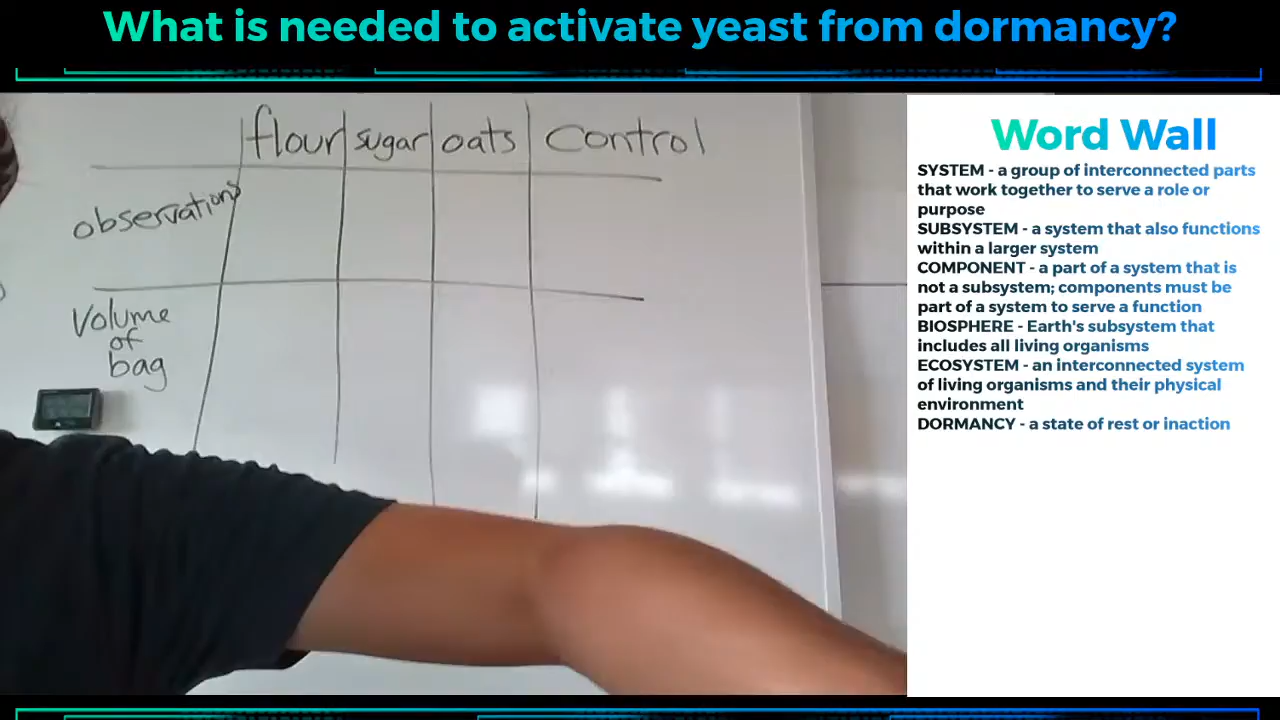 What is needed to activate yeast from dormancy?
flour sugar oats Control
observations
Volume
of
bag
Word Wall
SYSTEM - a group of interconnected parts
that work together to serve a role or
purpose
SUBSYSTEM - a system that also functions
within a larger system
COMPONENT - a part of a system that is
not a subsystem; components must be
part of a system to serve a function
BIOSPHERE - Earth's subsystem that
includes all living organisms
ECOSYSTEM - an interconnected system
of living organisms and their physical
environment
DORMANCY - a state of rest or inaction